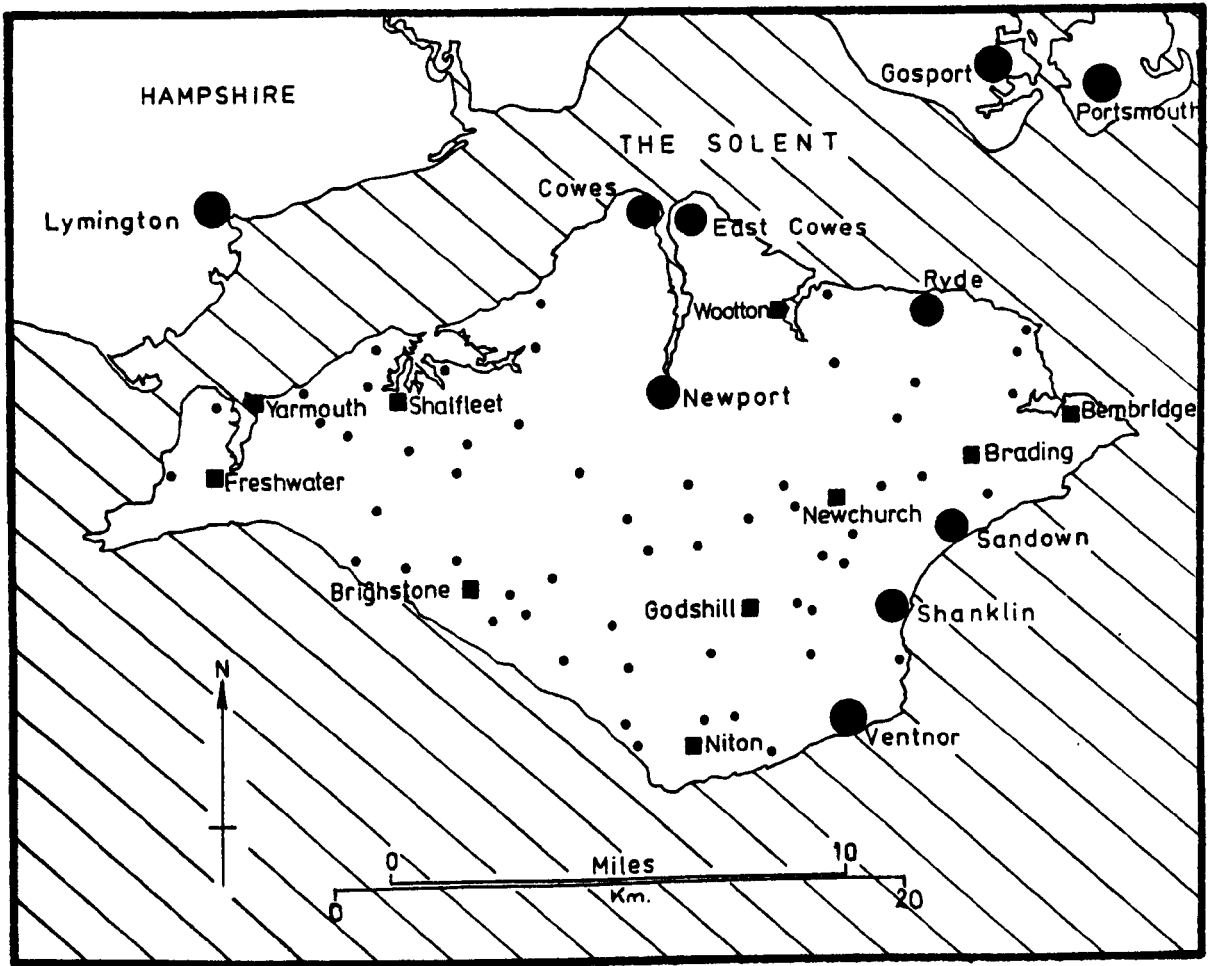 Gosport
HAMPSHIRE
Portsmouth
THE SOLENT
Cowes
Lymington
East Cowes
Ryde
Wootton
Newport
Yarmouth
Shalfleet
Bembridge
Brading
Freshwater
Newchurch
Sandown
Brighstone
Godshill
Shanklin
N
Niton
Ventnor
0 Miles 10
0 Km. 20